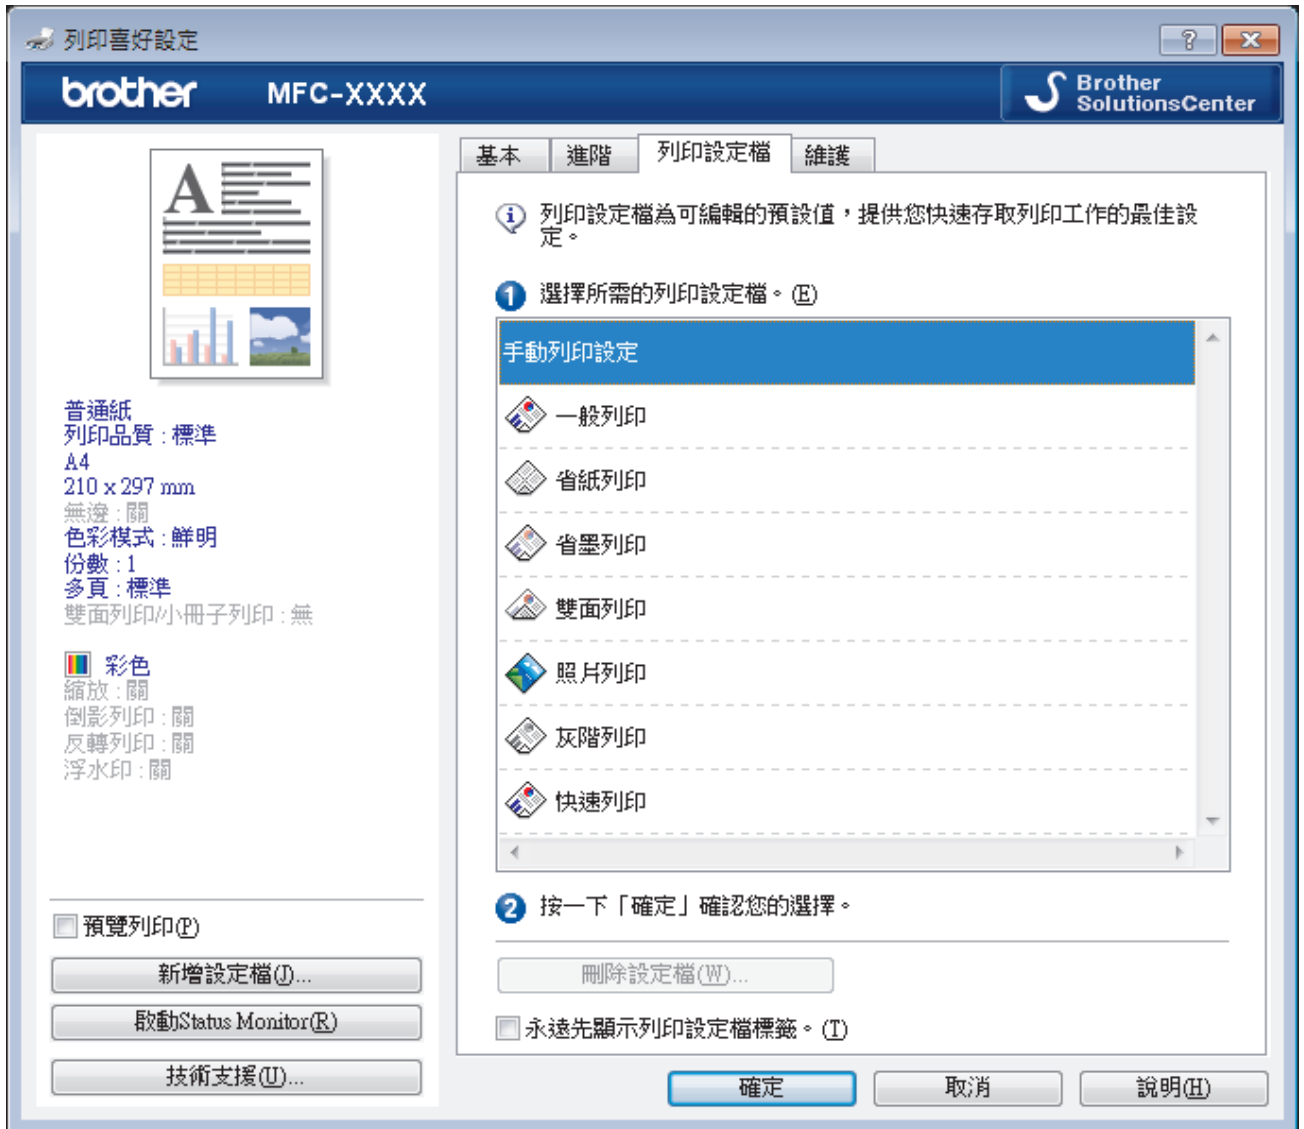 列印喜好設定
brother MFC-XXXX
Brother
SolutionsCenter
A
普通紙
列印品質 : 標準
A4
210 x 297 mm
無邊 : 關
色彩模式 : 鮮明
份數 : 1
多頁 : 標準
雙面列印/小冊子列印 : 無
彩色
縮放 : 關
倒影列印 : 關
反轉列印 : 關
浮水印 : 關
預覽列印(P)
新增設定檔(J)...
啟動Status Monitor(R)
技術支援(U)...
基本 進階 列印設定檔 維護
列印設定檔為可編輯的預設值，提供您快速存取列印工作的最佳設
定。
1 選擇所需的列印設定檔。(E)
手動列印設定
一般列印
省紙列印
省墨列印
雙面列印
照片列印
灰階列印
快速列印
2 按一下「確定」確認您的選擇。
刪除設定檔(W)...
永遠先顯示列印設定檔標籤。(T)
確定 取消 說明(H)